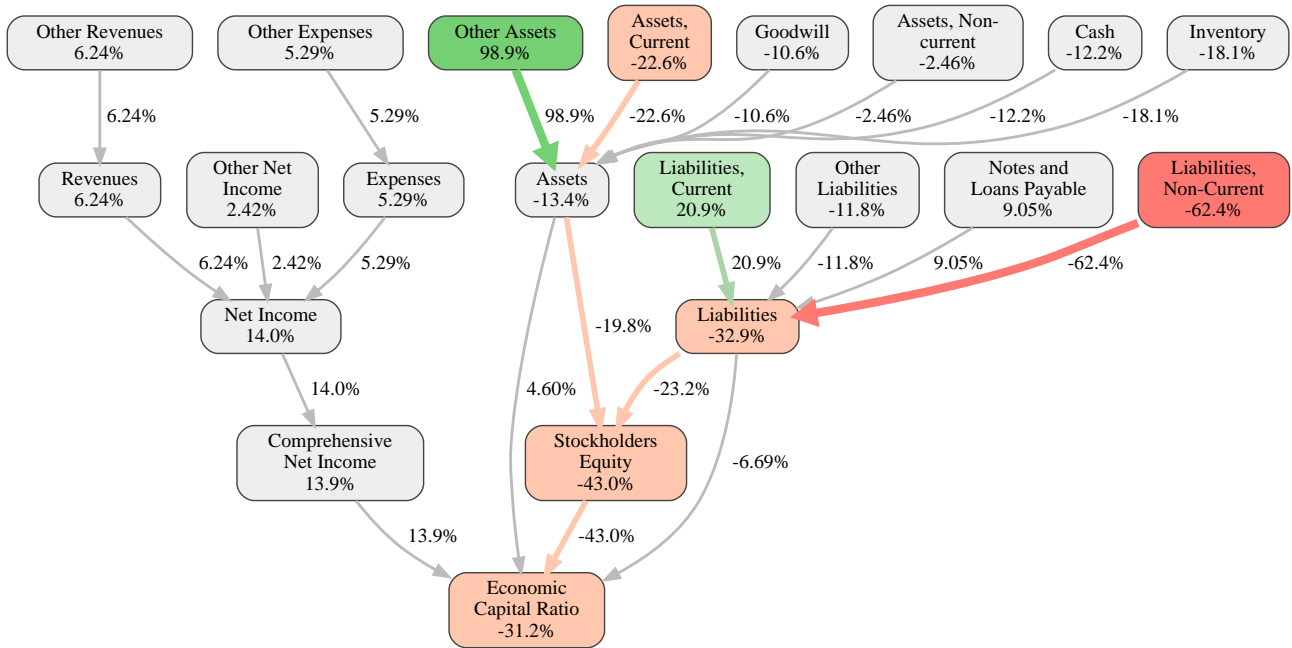 Other Revenues
6.24%
Other Expenses
5.29%
Other Assets
98.9%
Assets,
Current
-22.6%
Goodwill
-10.6%
Assets, Non-
current
-2.46%
Cash
-12.2%
Inventory
-18.1%
6.24%
5.29%
98.9%
-22.6%
-10.6%
-2.46%
-12.2%
-18.1%
Revenues
6.24%
Other Net
Income
2.42%
Expenses
5.29%
Assets
-13.4%
Liabilities,
Current
20.9%
Other
Liabilities
-11.8%
Notes and
Loans Payable
9.05%
Liabilities,
Non-Current
-62.4%
6.24%
2.42%
5.29%
20.9%
-11.8%
9.05%
-62.4%
Net Income
14.0%
-19.8%
Liabilities
-32.9%
14.0%
4.60%
-23.2%
Comprehensive
Net Income
13.9%
Stockholders
Equity
-43.0%
-6.69%
13.9%
-43.0%
Economic
Capital Ratio
-31.2%